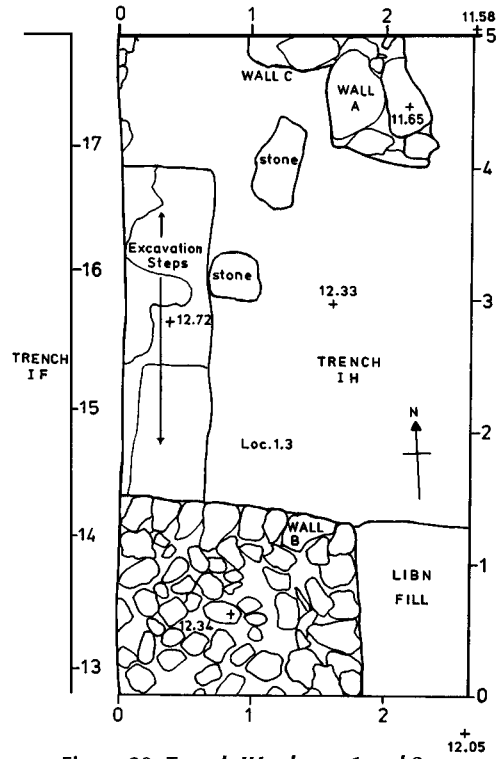 0 1 2 11.58
5
WALL C
WALL
A
11.65
17
stone
4
Excavation
Steps
16
stone
12.33
3
12.72
TRENCH
I F
TRENCH
I H
15
N
2
Loc.1.3
14
WALL
B
LIBN
FILL
1
12.34
13
0
0 1 2
12.05